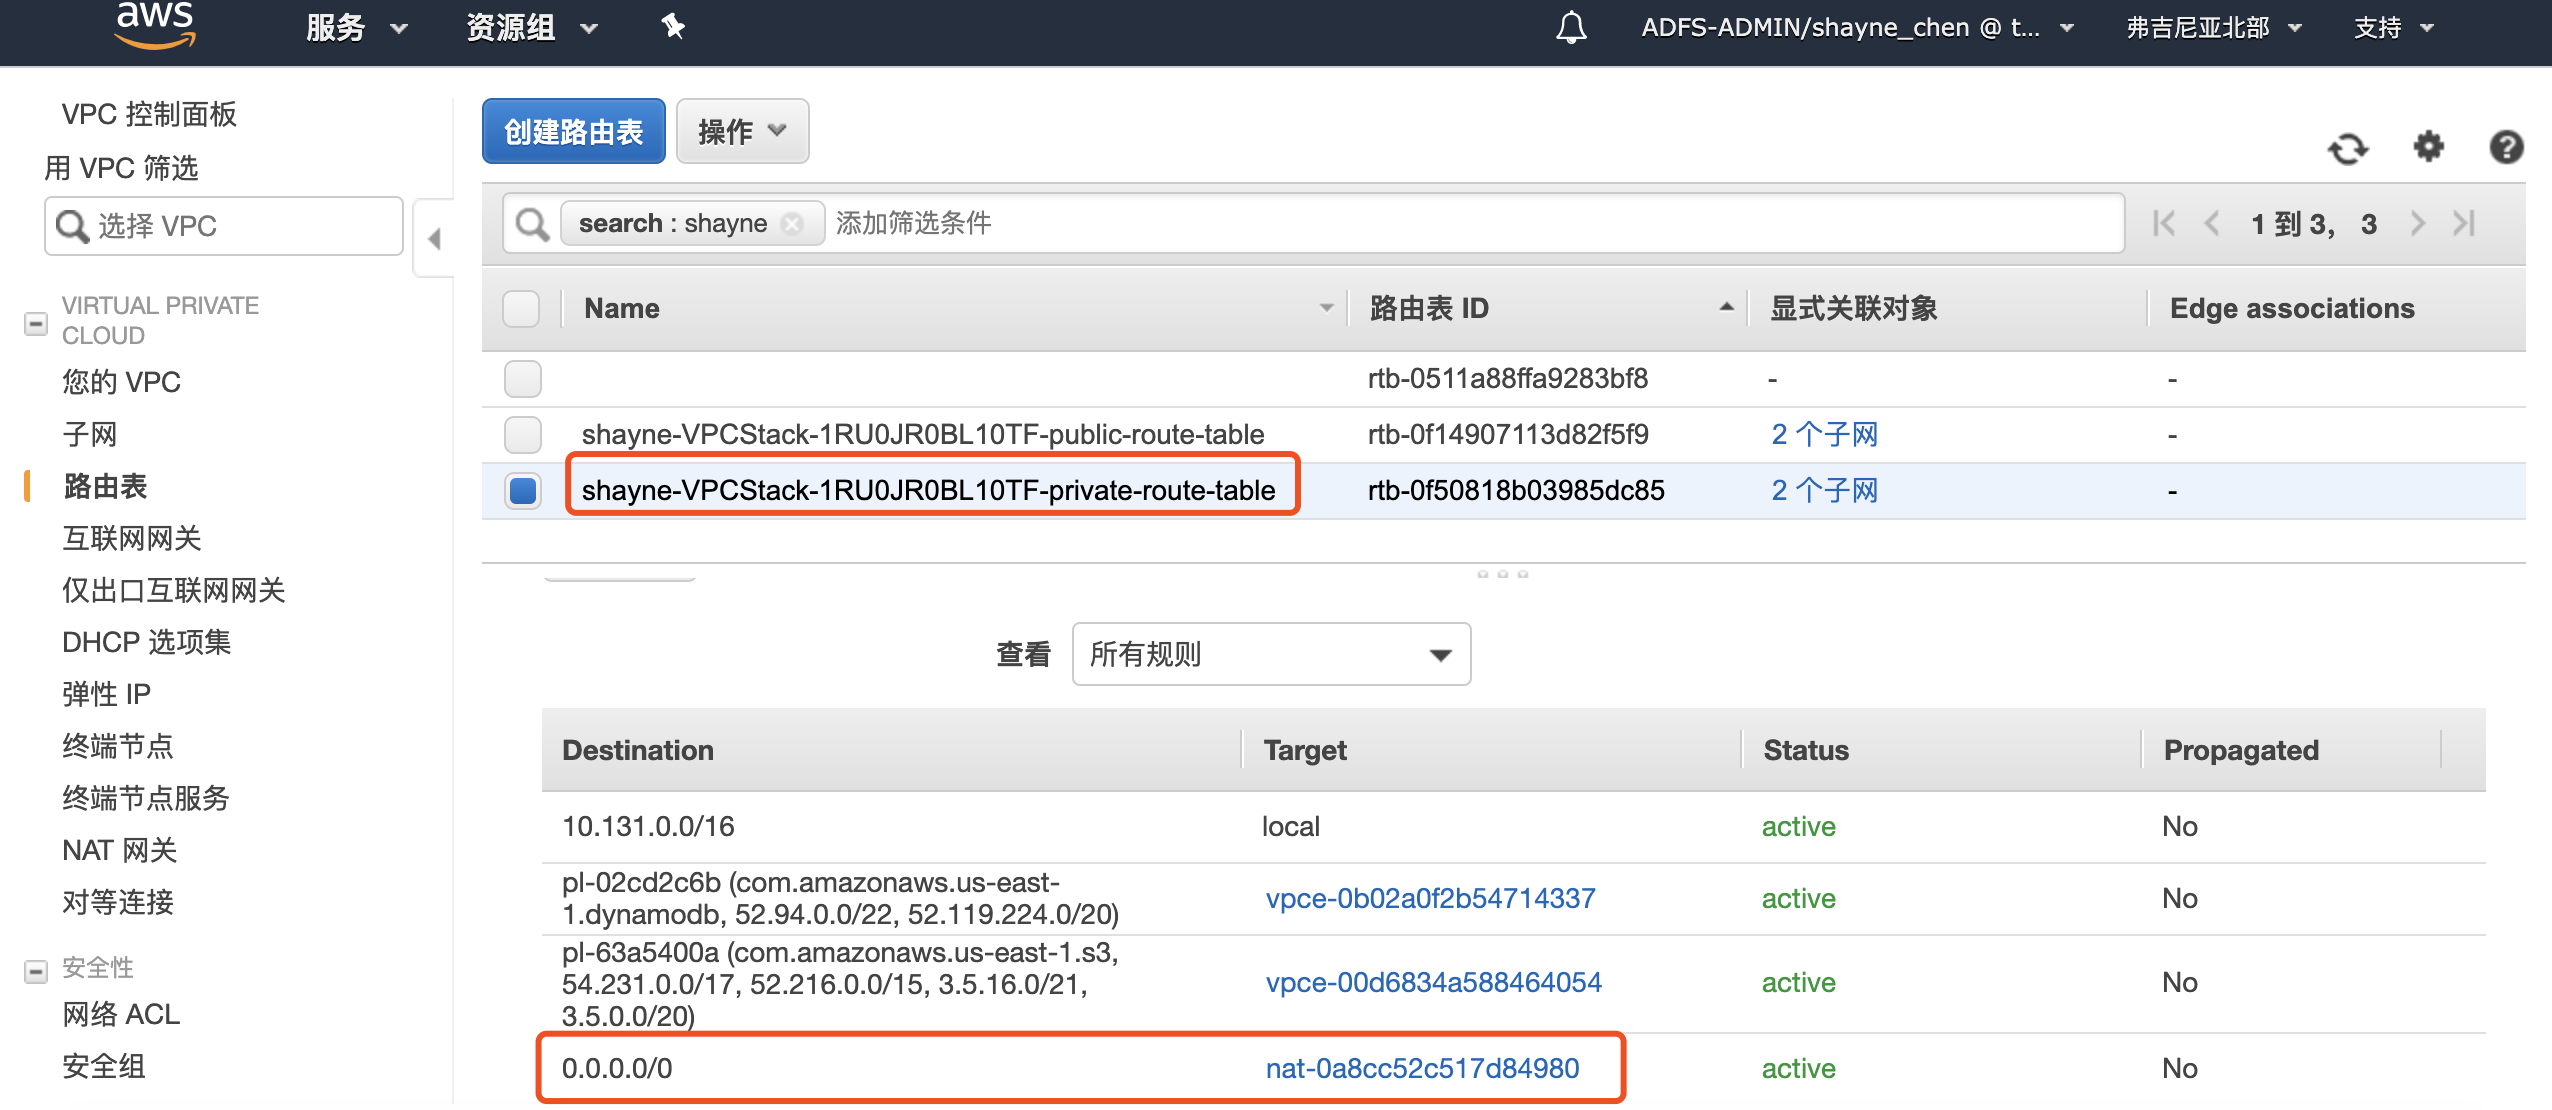 aws 服务 资源组 ADFS-ADMIN/shayne_chen @ t... 弗吉尼亚北部 支持
VPC 控制面板
用 VPC 筛选
选择 VPC
VIRTUAL PRIVATE
CLOUD
您的 VPC
子网
路由表
互联网网关
仅出口互联网网关
DHCP 选项集
弹性 IP
终端节点
终端节点服务
NAT 网关
对等连接
安全性
网络 ACL
安全组
创建路由表 操作
search : shayne 添加筛选条件 1 到 3, 3
Name 路由表 ID 显式关联对象 Edge associations
rtb-0511a88ffa9283bf8 - -
shayne-VPCStack-1RU0JR0BL10TF-public-route-table rtb-0f14907113d82f5f9 2 个子网 -
shayne-VPCStack-1RU0JR0BL10TF-private-route-table rtb-0f50818b03985dc85 2 个子网 -
查看 所有规则
Destination Target Status Propagated
10.131.0.0/16 local active No
pl-02cd2c6b (com.amazonaws.us-east-
1.dynamodb, 52.94.0.0/22, 52.119.224.0/20) vpce-0b02a0f2b54714337 active No
pl-63a5400a (com.amazonaws.us-east-1.s3,
54.231.0.0/17, 52.216.0.0/15, 3.5.16.0/21, vpce-00d6834a588464054 active No
3.5.0.0/20)
0.0.0.0/0 nat-0a8cc52c517d84980 active No